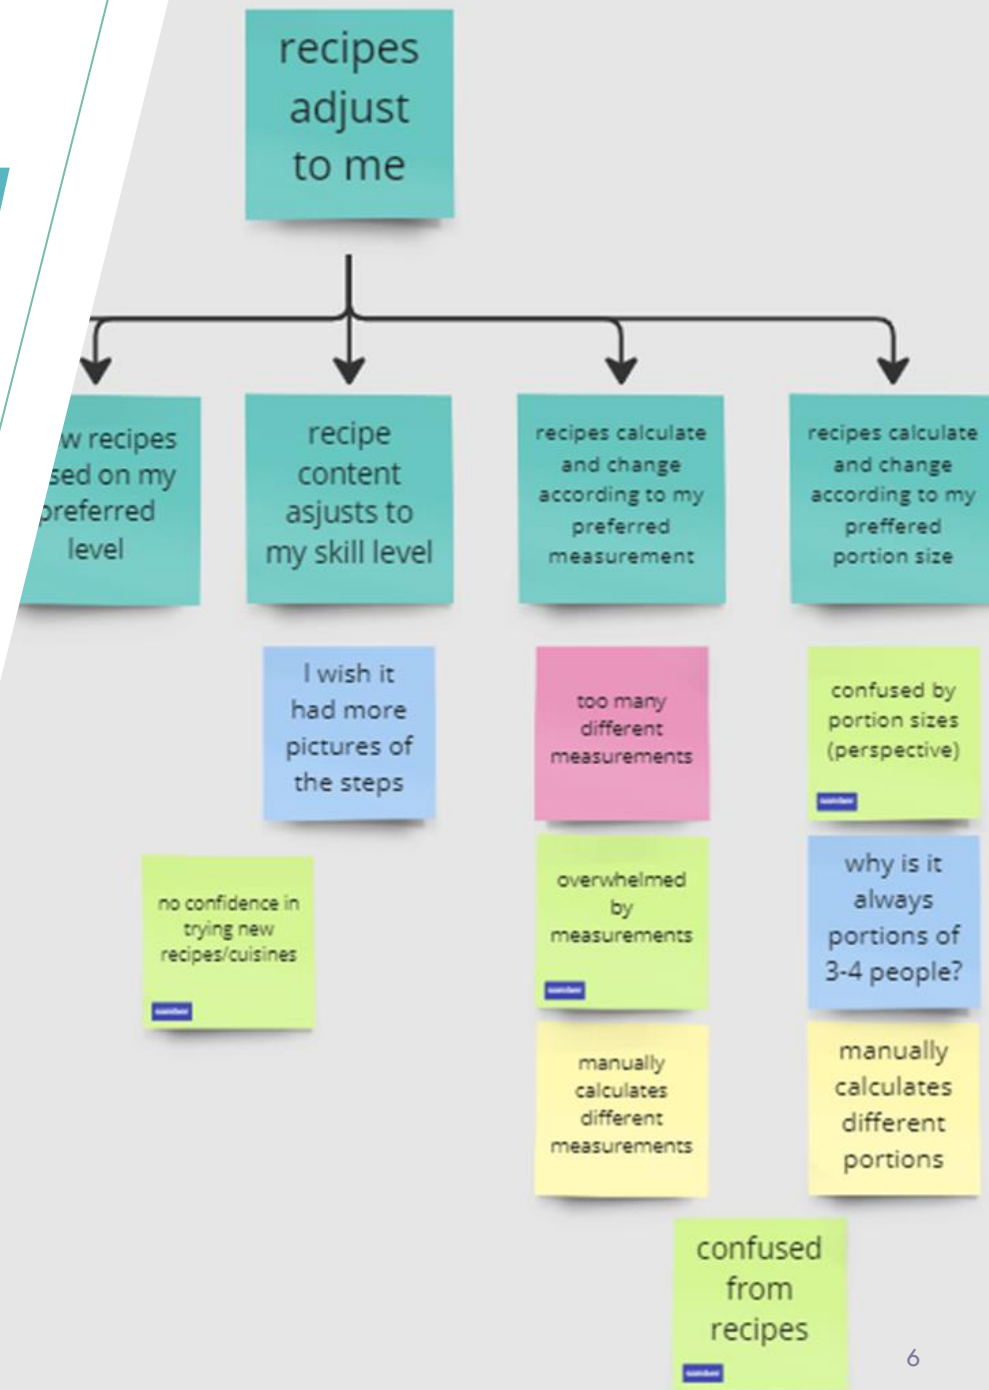 recipes
adjust
to me
w recipes
sed on my
preferred
level
recipe
content
asjusts to
my skill level
recipes calculate
and change
according to my
preferred
measurement
recipes calculate
and change
according to my
preffered
portion size
I wish it
had more
pictures of
the steps
too many
different
measurements
confused by
portion sizes
(perspective)
no confidence in
trying new
recipes/cuisines
overwhelmed
by
measurements
why is it
always
portions of
3-4 people?
manually
calculates
different
measurements
manually
calculates
different
portions
confused
from
recipes
6